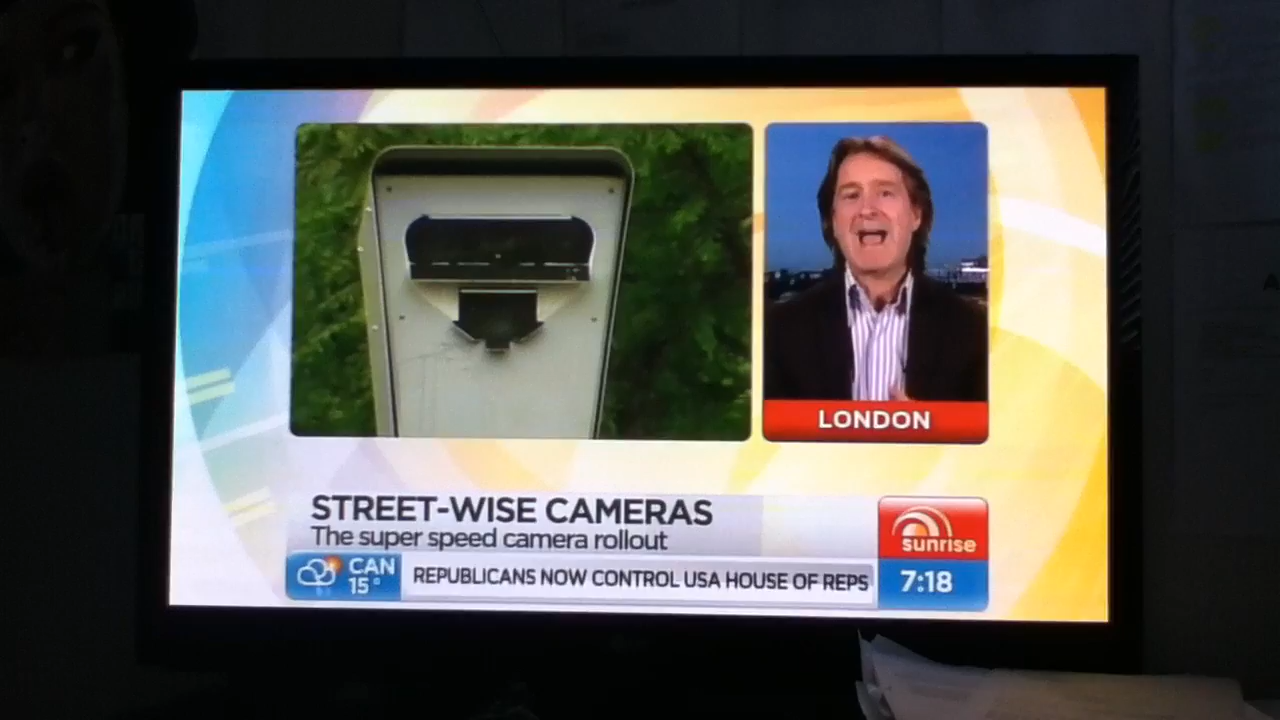 LONDON
STREET-WISE CAMERAS
The super speed camera rollout
sunrise
CAN
15°
REPUBLICANS NOW CONTROL USA HOUSE OF REPS
7:18